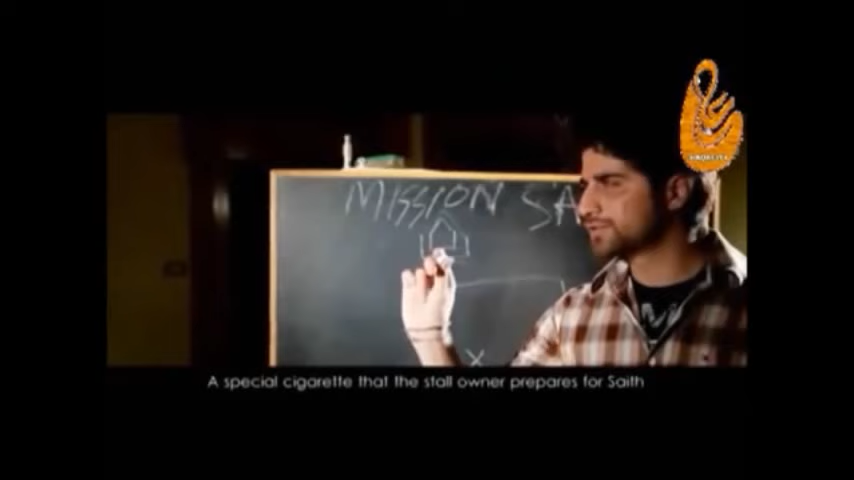 MISSION SA
X
A special cigarette that the stall owner prepares for Saith